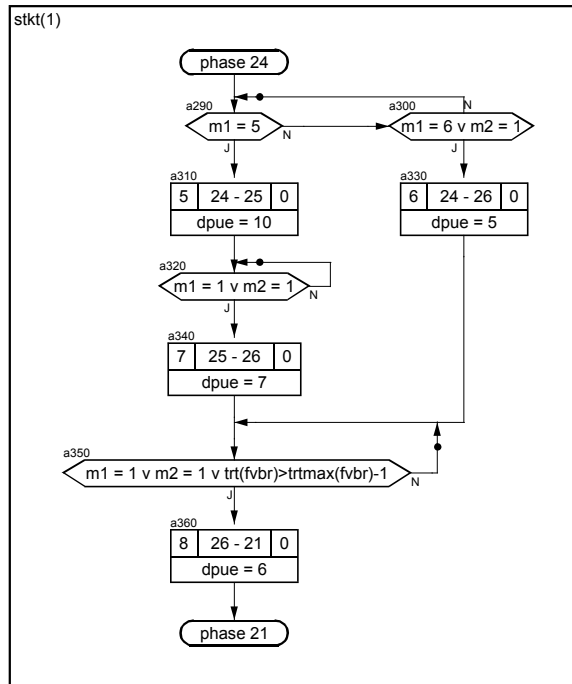 stkt(1)
phase 24
a290
m1 = 5
N
J
a300
N
m1 = 6 v m2 = 1
J
a310
5 24 - 25 0
dpue = 10
a330
6 24 - 26 0
dpue = 5
a320
m1 = 1 v m2 = 1
N
J
a340
7 25 - 26 0
dpue = 7
a350
m1 = 1 v m2 = 1 v trt(fvbr)>trtmax(fvbr)-1
N
J
a360
8 26 - 21 0
dpue = 6
phase 21